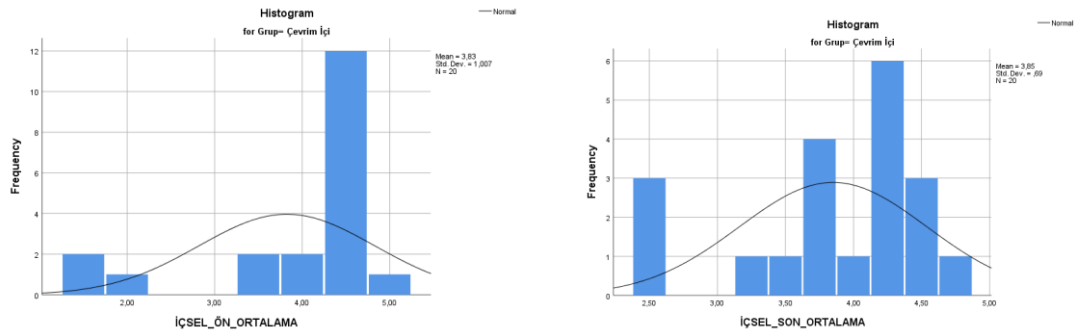 Histogram
Normal
for Grup= Çevrim İçi
Mean = 3,83
Std. Dev. = 1,007
N = 20
12
10
8
6
4
2
0
Frequency
2,00 3,00 4,00 5,00
İÇSEL_ÖN_ORTALAMA
Histogram
Normal
for Grup= Çevrim İçi
Mean = 3,85
Std. Dev. = ,69
N = 20
6
5
4
3
2
1
0
Frequency
2,50 3,00 3,50 4,00 4,50 5,00
İÇSEL_SON_ORTALAMA